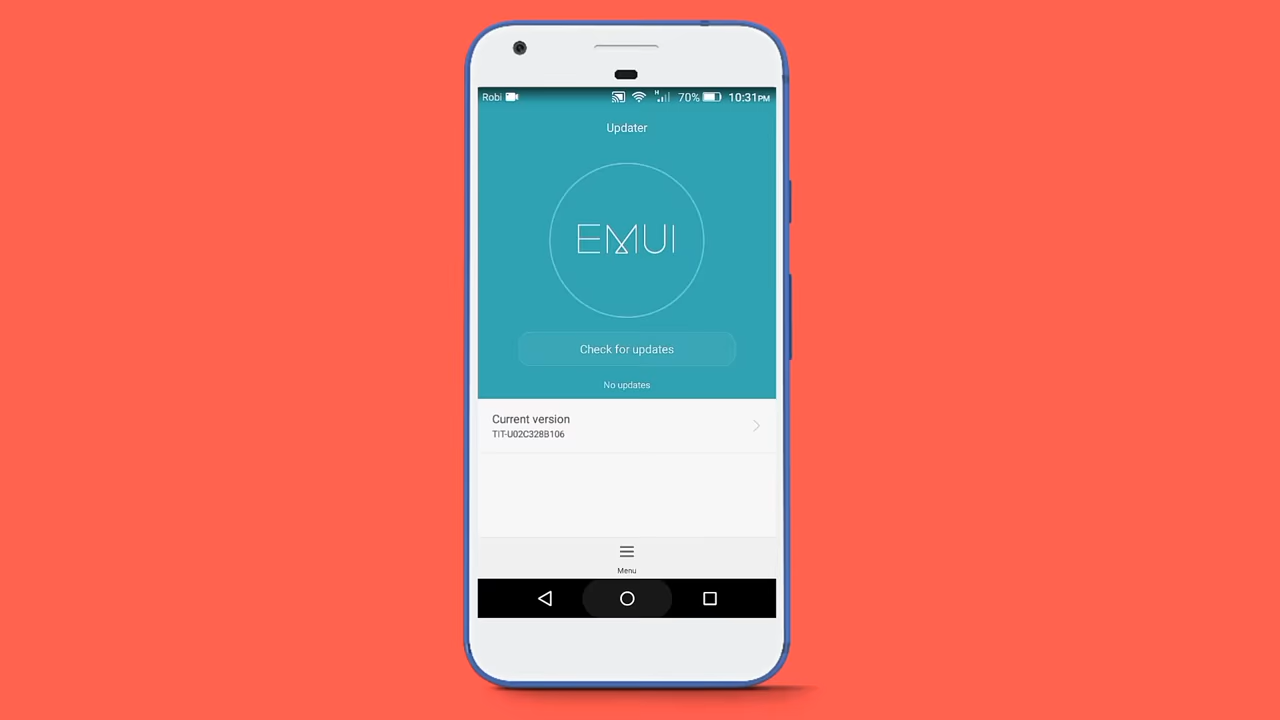 Robi
H
70%
10:31PM
Updater
EMUI
Check for updates
No updates
Current version
TIT-U02C328B106
Menu